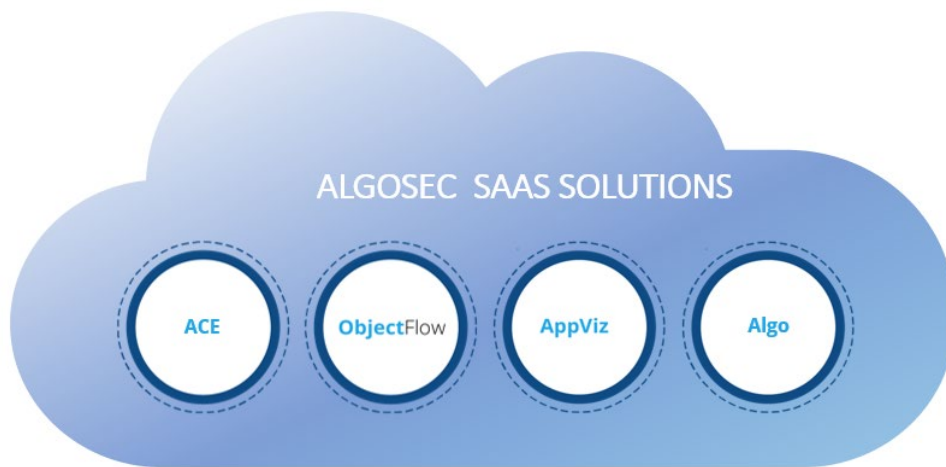 ALGOSEC SAAS SOLUTIONS
ACE
ObjectFlow
AppViz
Algo